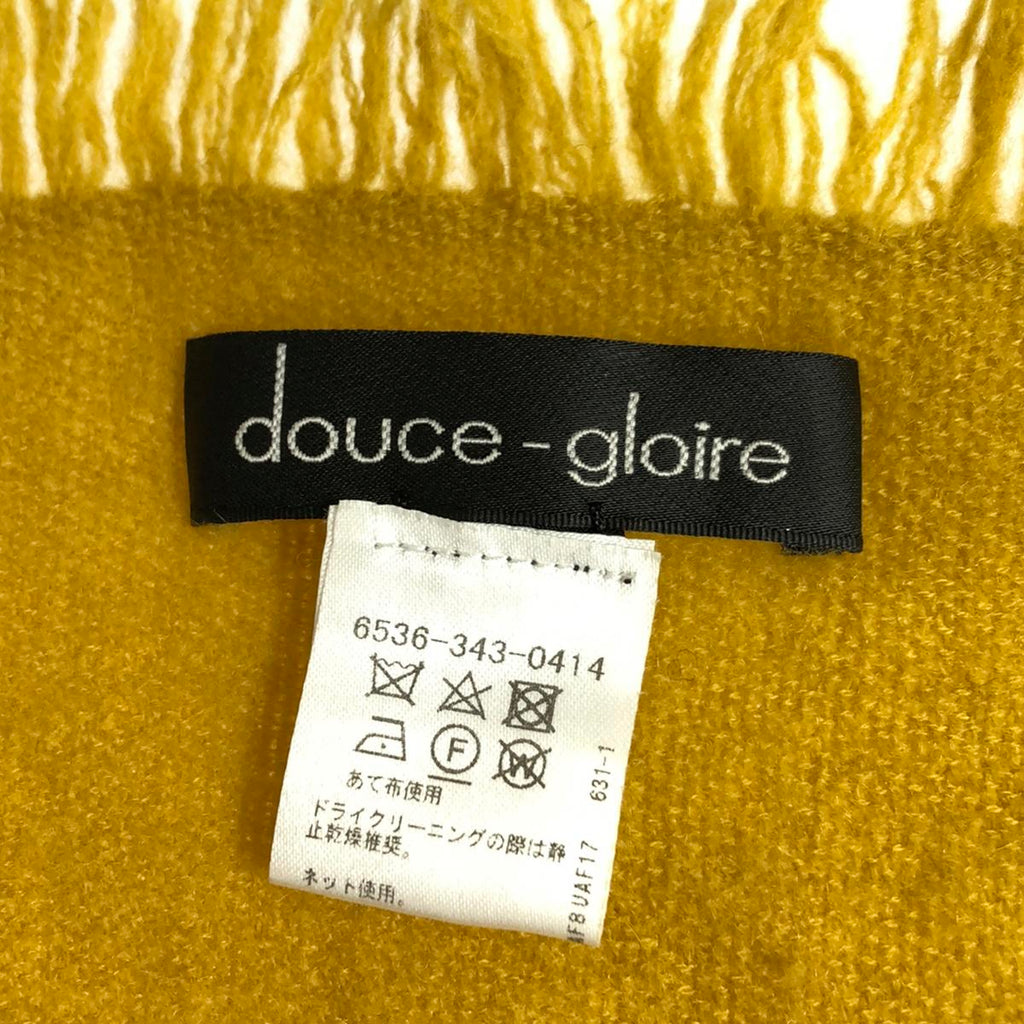 douce-gloire
6536-343-0414
F
W
あて布使用
ドライクリーニングの際は静
止乾燥推奨。
ネット使用。
631-1
AF8UAF17